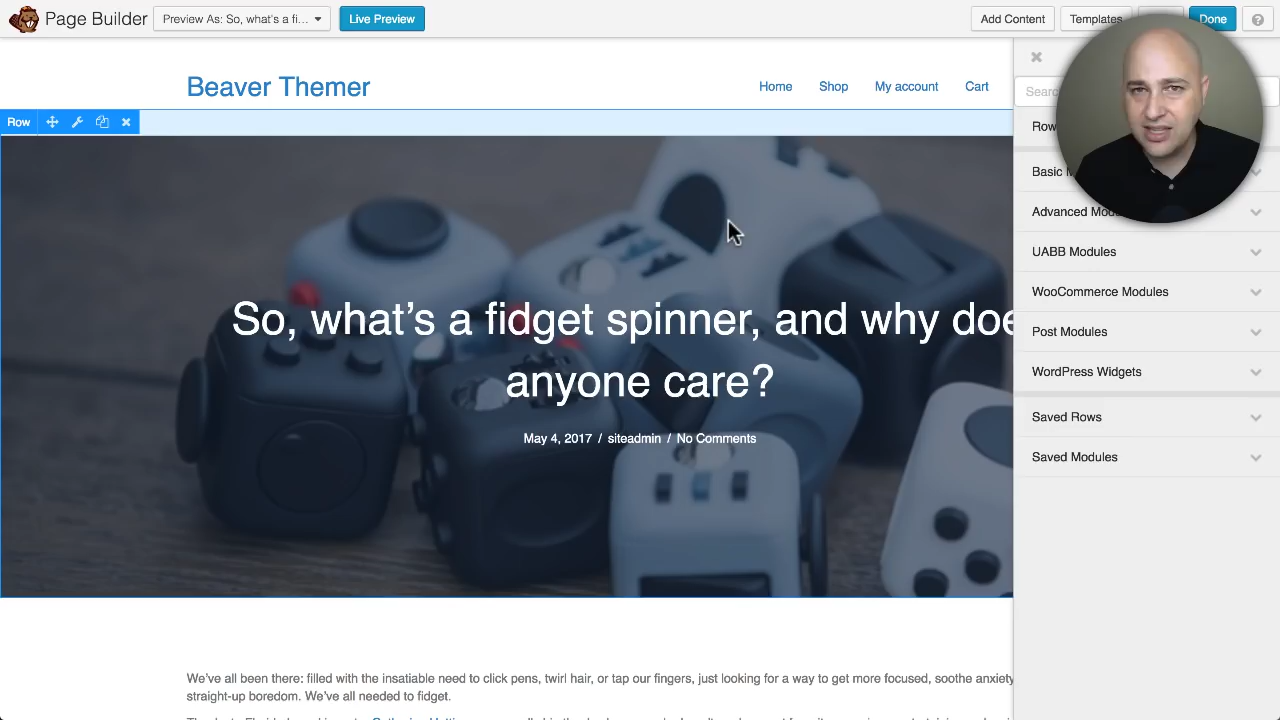 Page Builder
Preview As: So, what's a fi...
Live Preview
Add Content
Templates
Done
Beaver Themer
Home
Shop
My account
Cart
Row
So, what's a fidget spinner, and why
anyone care?
May 4, 2017 / siteadmin / No Comments
Basic
Advanced
UABB Modules
WooCommerce Modules
Post Modules
WordPress Widgets
Saved Rows
Saved Modules
We've all been there: filled with the insatiable need to click pens, twirl hair, or tap our fingers, just looking for a way to get more focused, soothe anxiety
straight-up boredom. We've all needed to fidget.